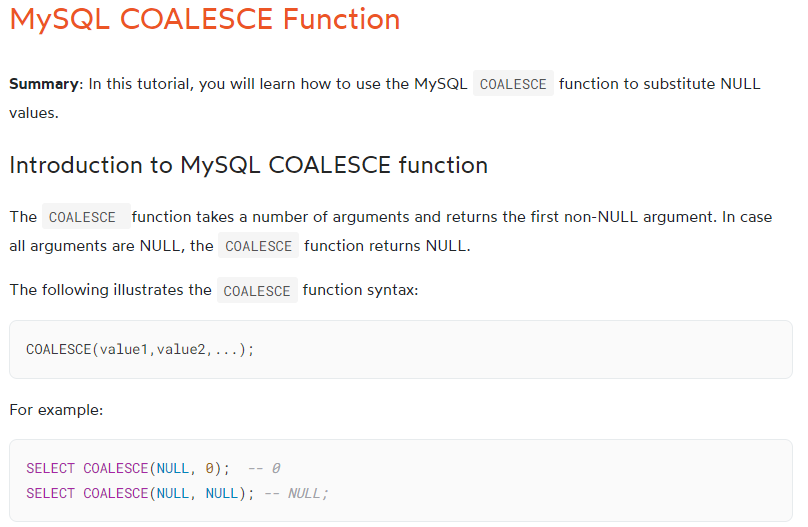 MySQL COALESCE Function
Summary: In this tutorial, you will learn how to use the MySQL COALESCE function to substitute NULL
values.
Introduction to MySQL COALESCE function
The COALESCE function takes a number of arguments and returns the first non-NULL argument. In case
all arguments are NULL, the COALESCE function returns NULL.
The following illustrates the COALESCE function syntax:
COALESCE(value1,value2,...);
For example:
SELECT COALESCE(NULL, 0);  -- 0
SELECT COALESCE(NULL, NULL); -- NULL;